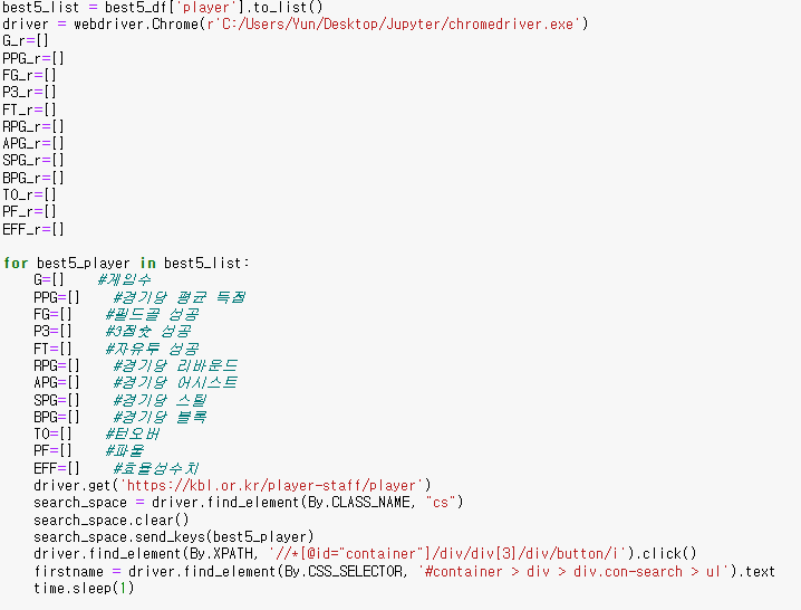 best5_list = best5_df['player'].to_list()
driver = webdriver.Chrome(r'C:/Users/Yun/Desktop/Jupyter/chromedriver.exe')
G_r=[]
PPG_r=[]
FG_r=[]
P3_r=[]
FT_r=[]
RPG_r=[]
APG_r=[]
SPG_r=[]
BPG_r=[]
TO_r=[]
PF_r=[]
EFF_r=[]

for best5_player in best5_list:
    G=[]    #게임수
    PPG=[]    #경기당 평균 득점
    FG=[]    #필드골 성공
    P3=[]    #3점슛 성공
    FT=[]    #자유투 성공
    RPG=[]    #경기당 리바운드
    APG=[]    #경기당 어시스트
    SPG=[]    #경기당 스틸
    BPG=[]    #경기당 블록
    TO=[]    #턴오버
    PF=[]    #파울
    EFF=[]    #효율성수치
    driver.get('https://kbl.or.kr/player-staff/player')
    search_space = driver.find_element(By.CLASS_NAME, "cs")
    search_space.clear()
    search_space.send_keys(best5_player)
    driver.find_element(By.XPATH, '//*[@id="container"]/div/div[3]/div/button/i').click()
    firstname = driver.find_element(By.CSS_SELECTOR, '#container > div > div.con-search > ul').text
    time.sleep(1)